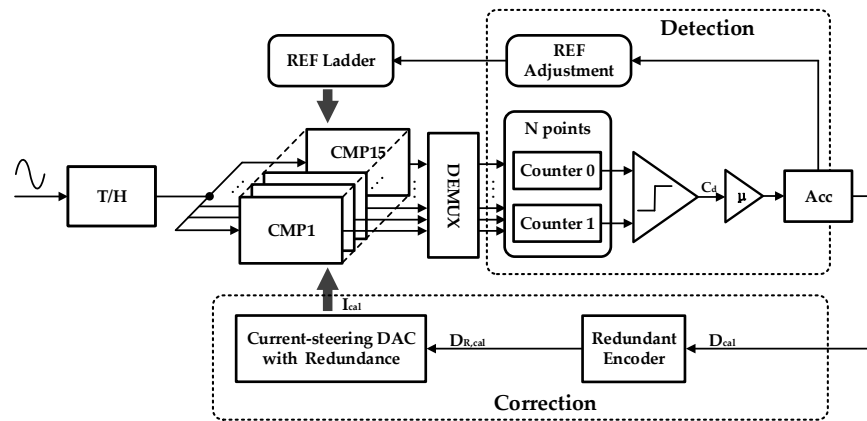 Detection
REF Ladder
REF
Adjustment
N points
CMP15
DEMUX
Counter 0
Counter 1
T/H
CMP1
Cd
μ
Acc
Ical
Current-steering DAC
with Redundance
DR,cal
Redundant
Encoder
Dcal
Correction